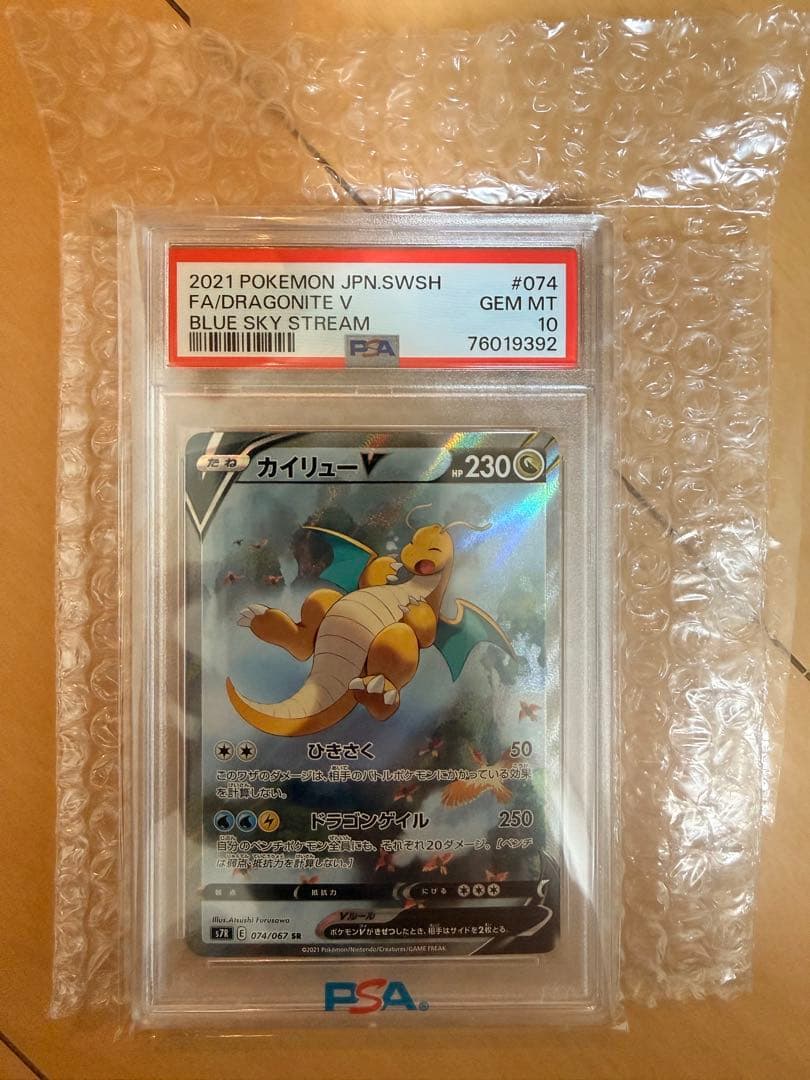 2021 POKEMON JPN.SWSH #074
FA/DRAGONITE V GEM MT
BLUE SKY STREAM 10
PSA 76019392
たね カイリューV HP 230
ひきさく 50
このワザのダメージは、相手のバトルポケモンにかかっている効果
を計算しない。
ドラゴンゲイル 250
自分のベンチポケモン全員にも、それぞれ20ダメージ。[ベンチ
は弱点・抵抗力を計算しない。]
弱点 抵抗力 にげる
Illus. Atsushi Furusawa
Vルール
ポケモンVがきぜつしたとき、相手はサイドを2枚とる。
s7R E 074/067 SR
©2021 Pokémon/Nintendo/Creatures/GAME FREAK
PSA®